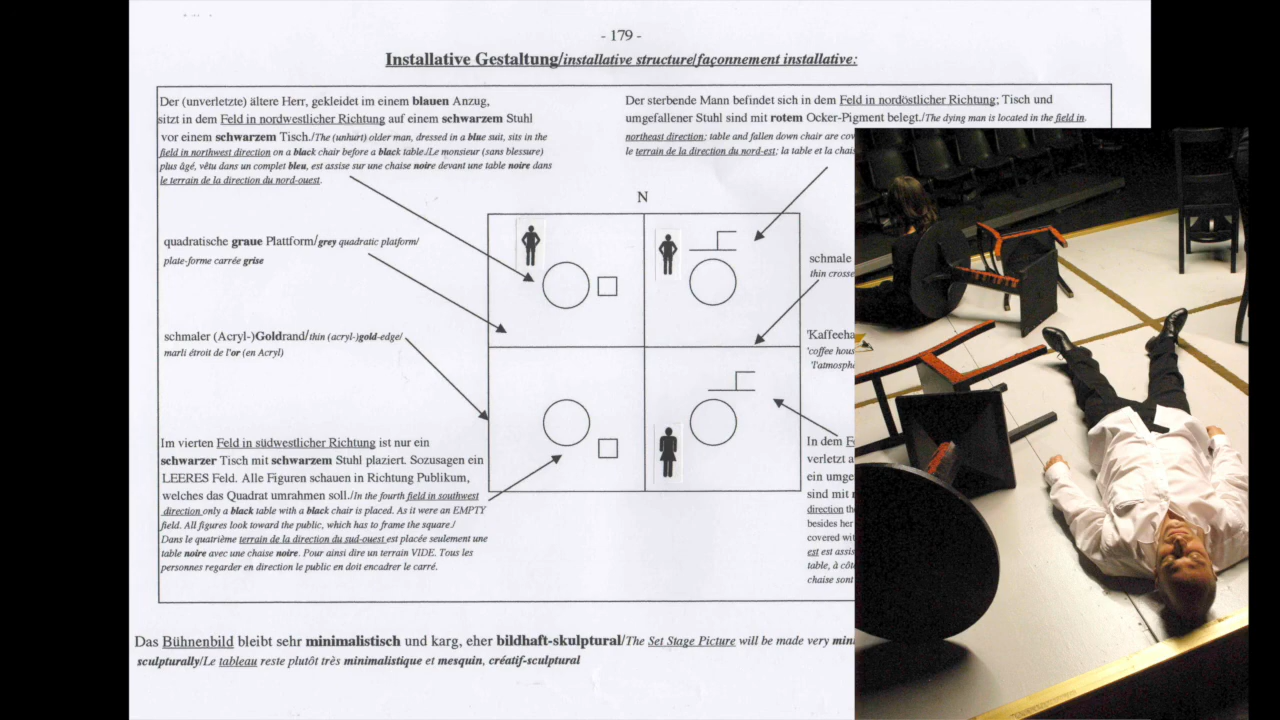 - 179 -
Installative Gestaltung/installative structure/façonnement installative:
Der (unverletzte) ältere Herr, gekleidet im einem blauen Anzug,
sitzt in dem Feld in nordwestlicher Richtung auf einem schwarzem Stuhl
vor einem schwarzem Tisch./The (unhurt) older man, dressed in a blue suit, sits in the
field in northwest direction on a black chair before a black table./Le monsieur (sans blessure)
plus âgé, vêtu dans un complet bleu, est assise sur une chaise noire devant une table noire dans
le terrain de la direction du nord-ouest.
Der sterbende Mann befindet sich in dem Feld in nordöstlicher Richtung; Tisch und
umgefallener Stuhl sind mit rotem Ocker-Pigment belegt./The dying man is located in the field in
northeast direction; table and fallen down chair are cov
le terrain de la direction du nord-est; la table et la chais
N
quadratische graue Plattform/grey quadratic platform/
plate-forme carrée grise
schmale
thin crosse
schmaler (Acryl-)Goldrand/thin (acryl-)gold-edge/
marli étroit de l'or (en Acryl)
'Kaffeeha
'coffee hous
'l'atmosphe
Im vierten Feld in südwestlicher Richtung ist nur ein
schwarzer Tisch mit schwarzem Stuhl plaziert. Sozusagen ein
LEERES Feld. Alle Figuren schauen in Richtung Publikum,
welches das Quadrat umrahmen soll./In the fourth field in southwest
direction only a black table with a black chair is placed. As it were an EMPTY
field. All figures look toward the public, which has to frame the square./
Dans le quatrième terrain de la direction du sud-ouest est placée seulement une
table noire avec une chaise noire. Pour ainsi dire un terrain VIDE. Tous les
personnes regarder en direction le public en doit encadrer le carré.
In dem Fe
verletzt a
ein umge
sind mit r
direction th
besides her
covered wit
est est assis
table, à côt
chaise sont
Das Bühnenbild bleibt sehr minimalistisch und karg, eher bildhaft-skulptural/The Set Stage Picture will be made very mini
sculpturally/Le tableau reste plutôt très minimalistique et mesquin, créatif-sculptural